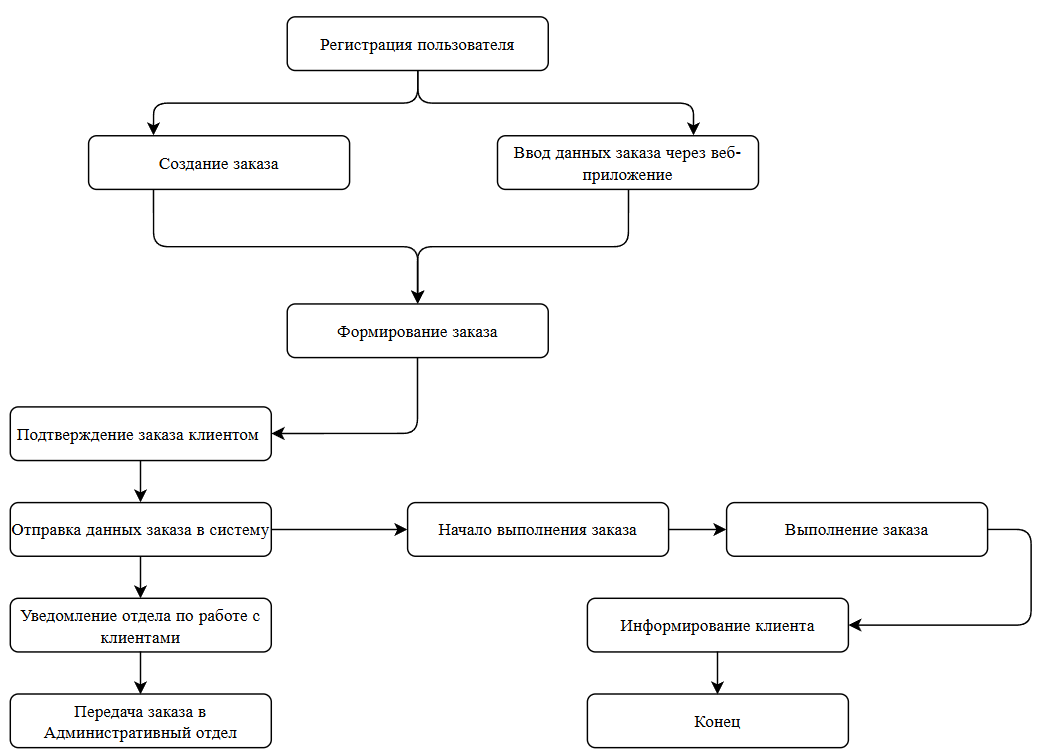 Регистрация пользователя
Создание заказа
Ввод данных заказа через веб-
приложение
Формирование заказа
Подтверждение заказа клиентом
Отправка данных заказа в систему
Начало выполнения заказа
Выполнение заказа
Уведомление отдела по работе с
клиентами
Информирование клиента
Передача заказа в
Административный отдел
Конец